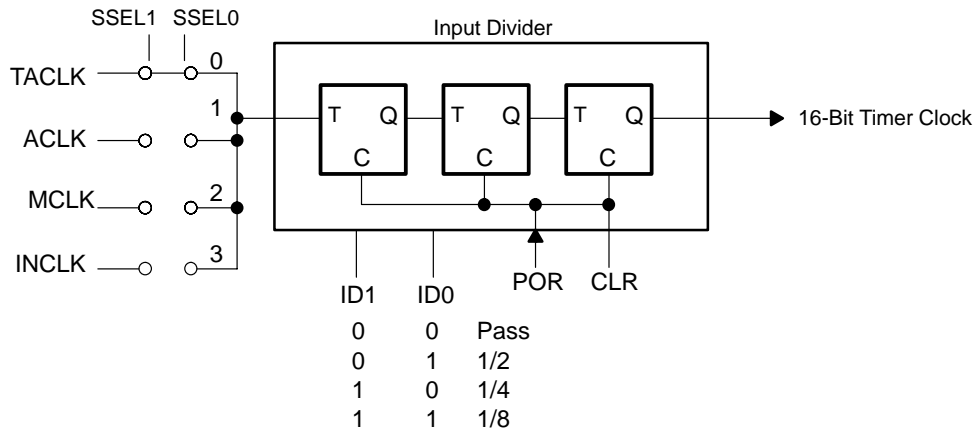 SSEL1 SSEL0
Input Divider
0
TACLK
1
T Q T Q T Q
16-Bit Timer Clock
ACLK
C C C
MCLK
2
INCLK
3
POR CLR
ID1 ID0
0 0 Pass
0 1 1/2
1 0 1/4
1 1 1/8